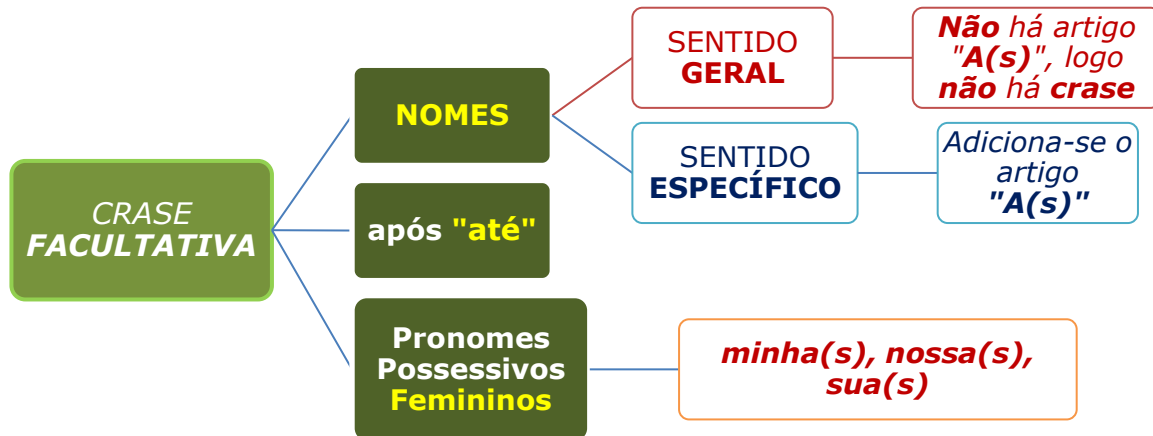 CRASE
FACULTATIVA
NOMES
SENTIDO
GERAL
Não há artigo
"A(s)", logo
não há crase
SENTIDO
ESPECÍFICO
Adiciona-se o
artigo
"A(s)"
após "até"
Pronomes
Possessivos
Femininos
minha(s), nossa(s),
sua(s)